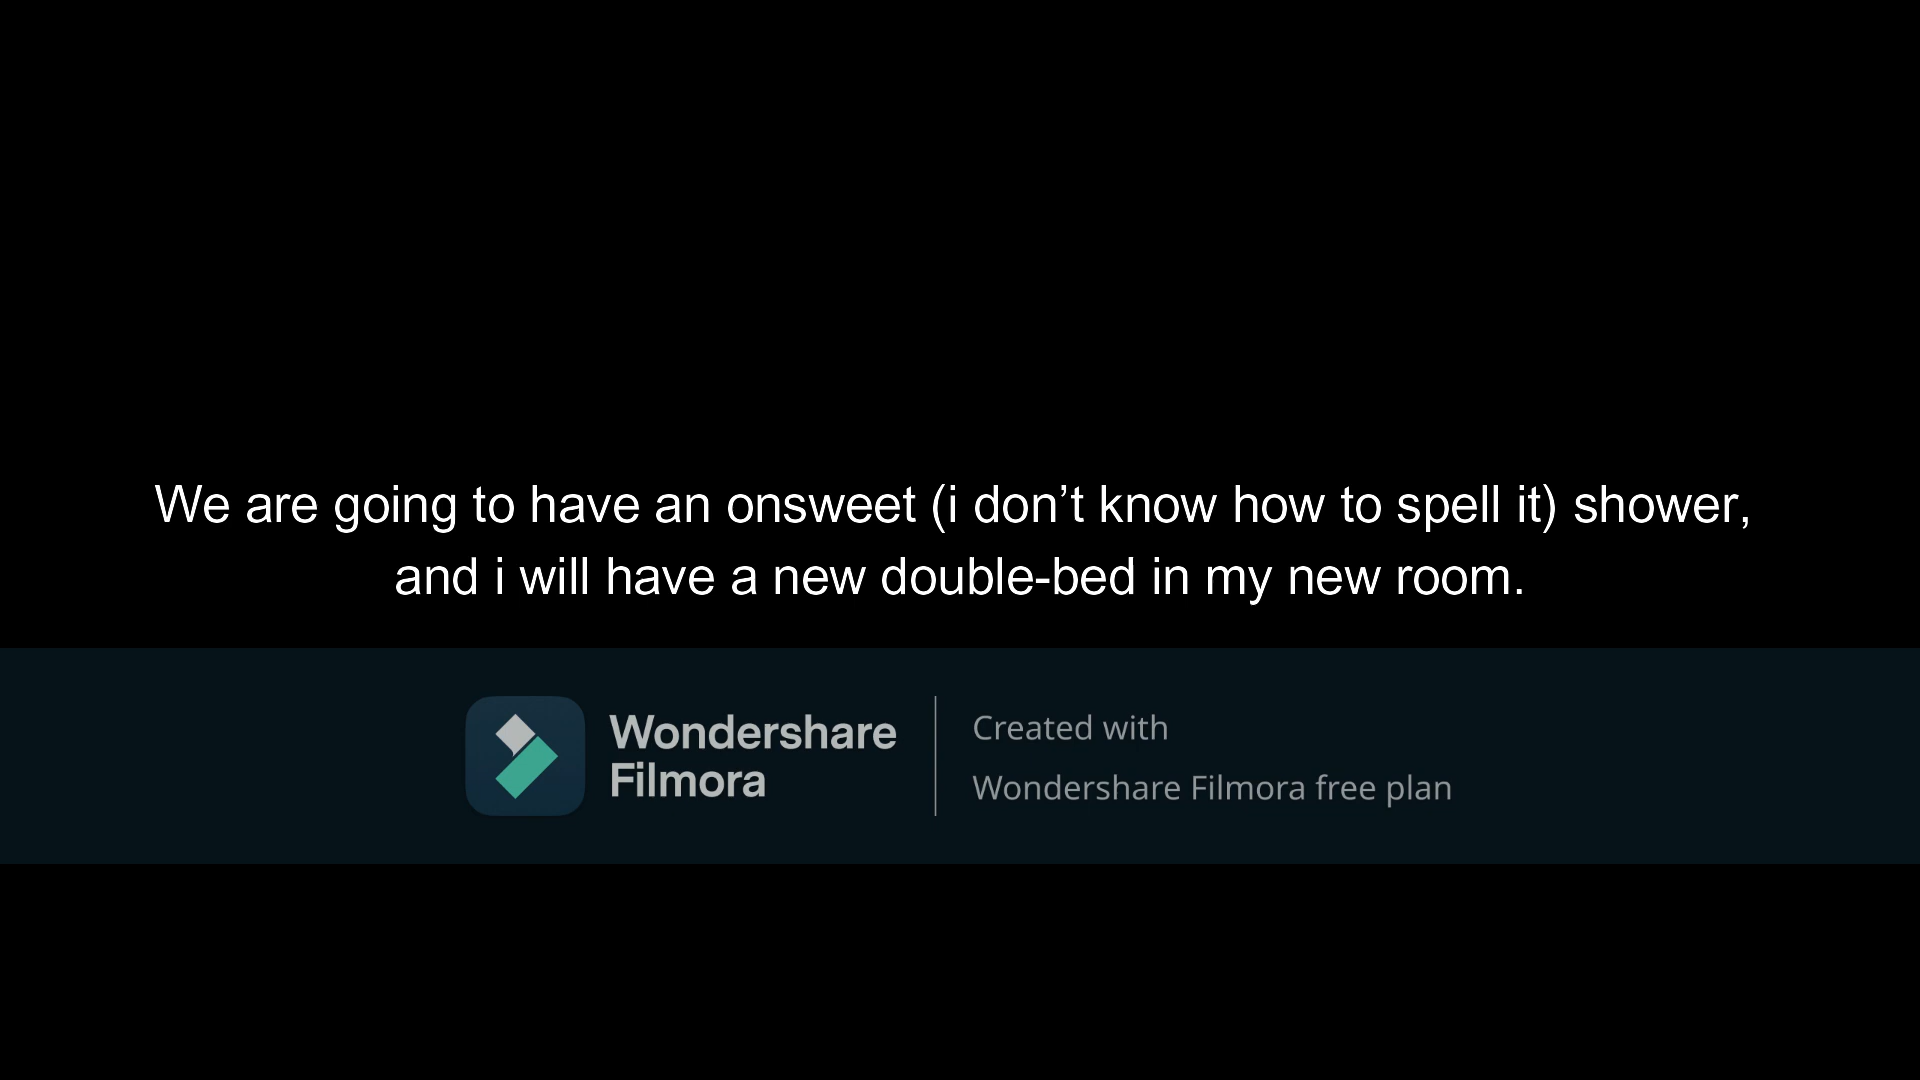 We are going to have an onsweet (i don’t know how to spell it) shower,
and i will have a new double-bed in my new room.
Wondershare
Filmora
Created with
Wondershare Filmora free plan